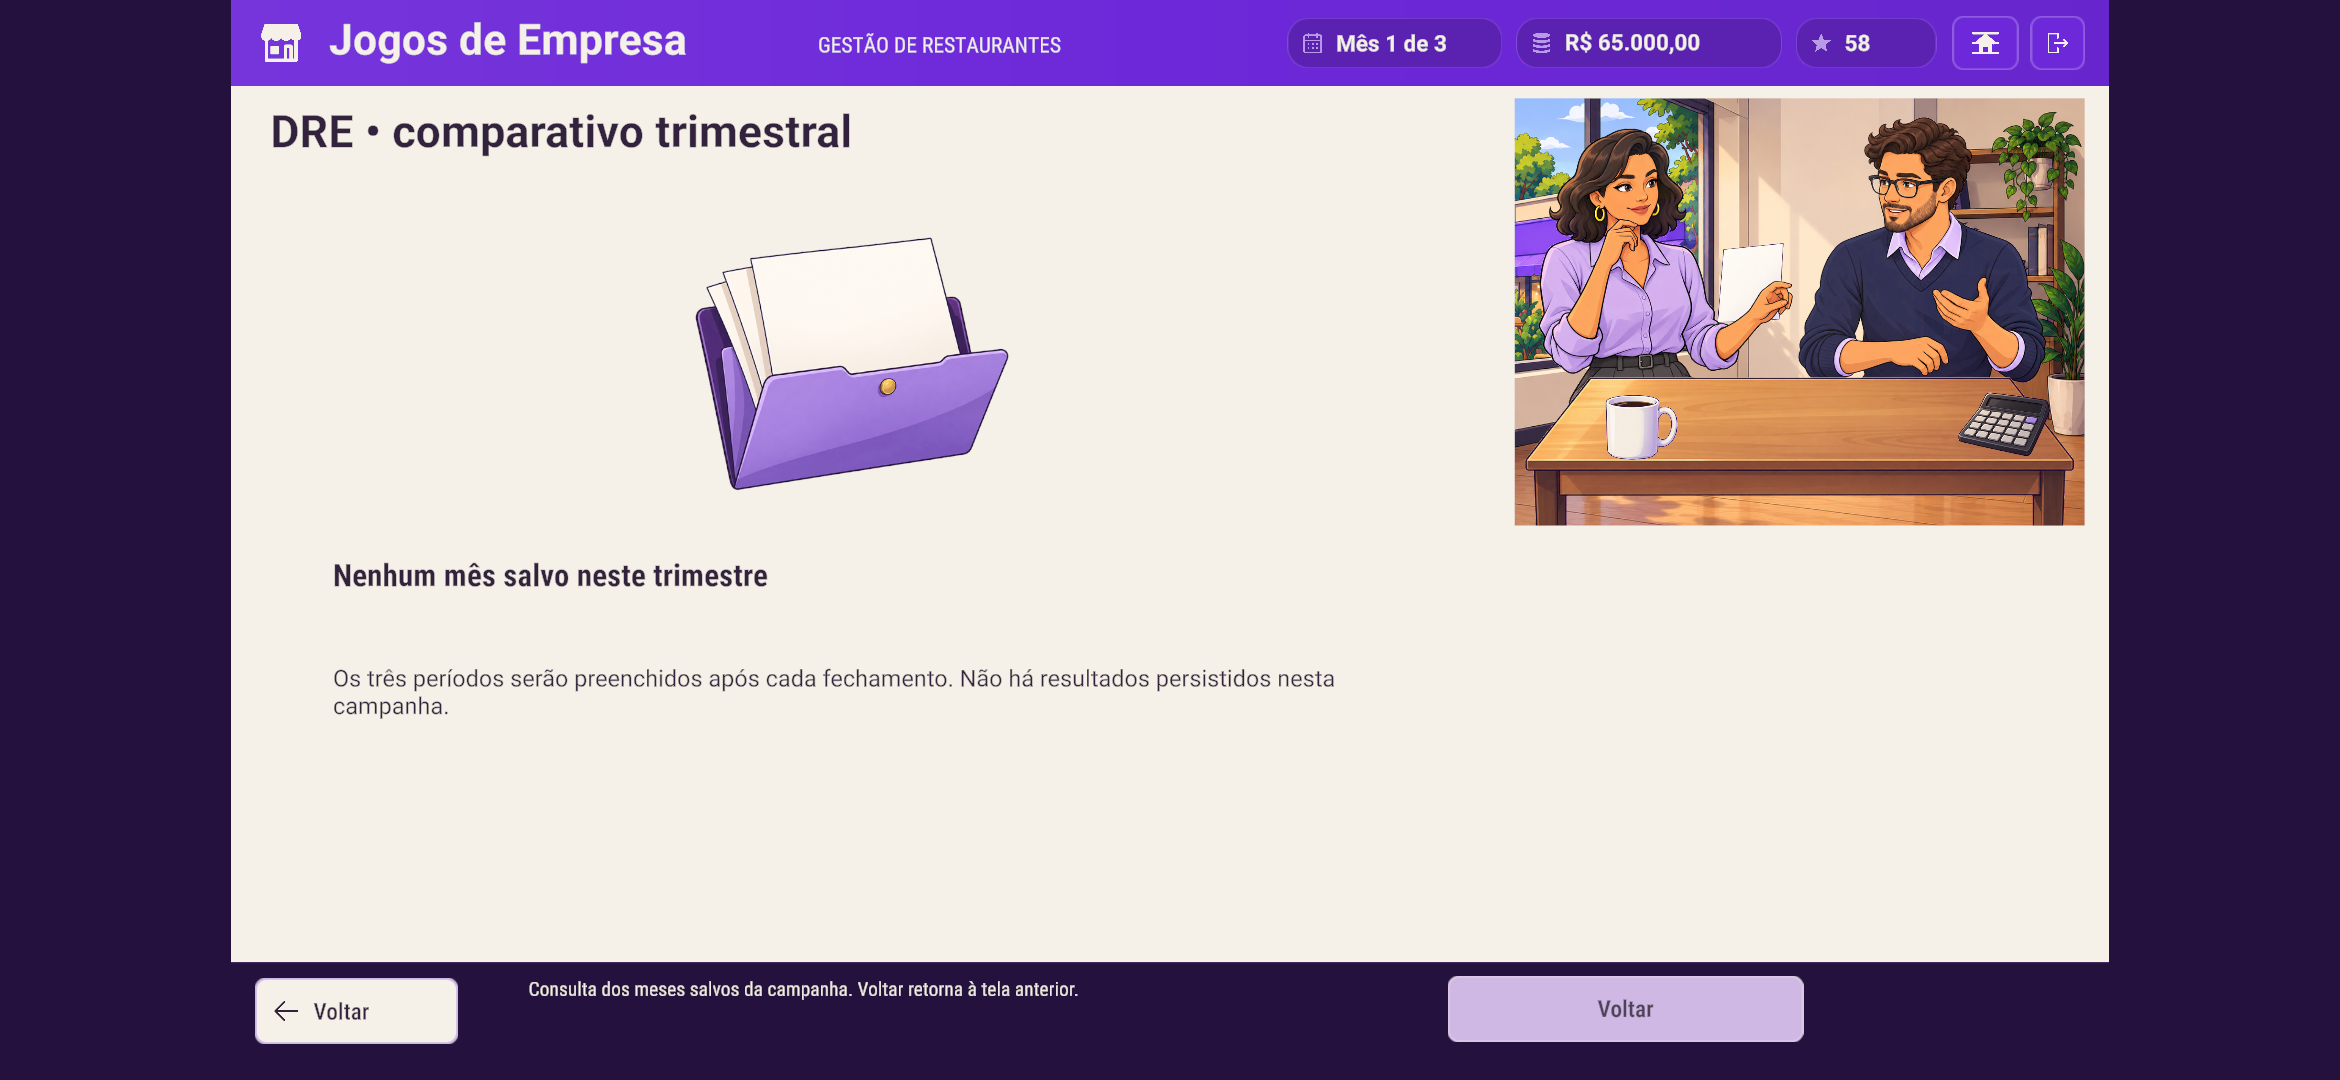 Jogos de Empresa
GESTÃO DE RESTAURANTES
Mês 1 de 3
R$ 65.000,00
58
DRE • comparativo trimestral
Nenhum mês salvo neste trimestre
Os três períodos serão preenchidos após cada fechamento. Não há resultados persistidos nesta
campanha.
Voltar
Consulta dos meses salvos da campanha. Voltar retorna à tela anterior.
Voltar